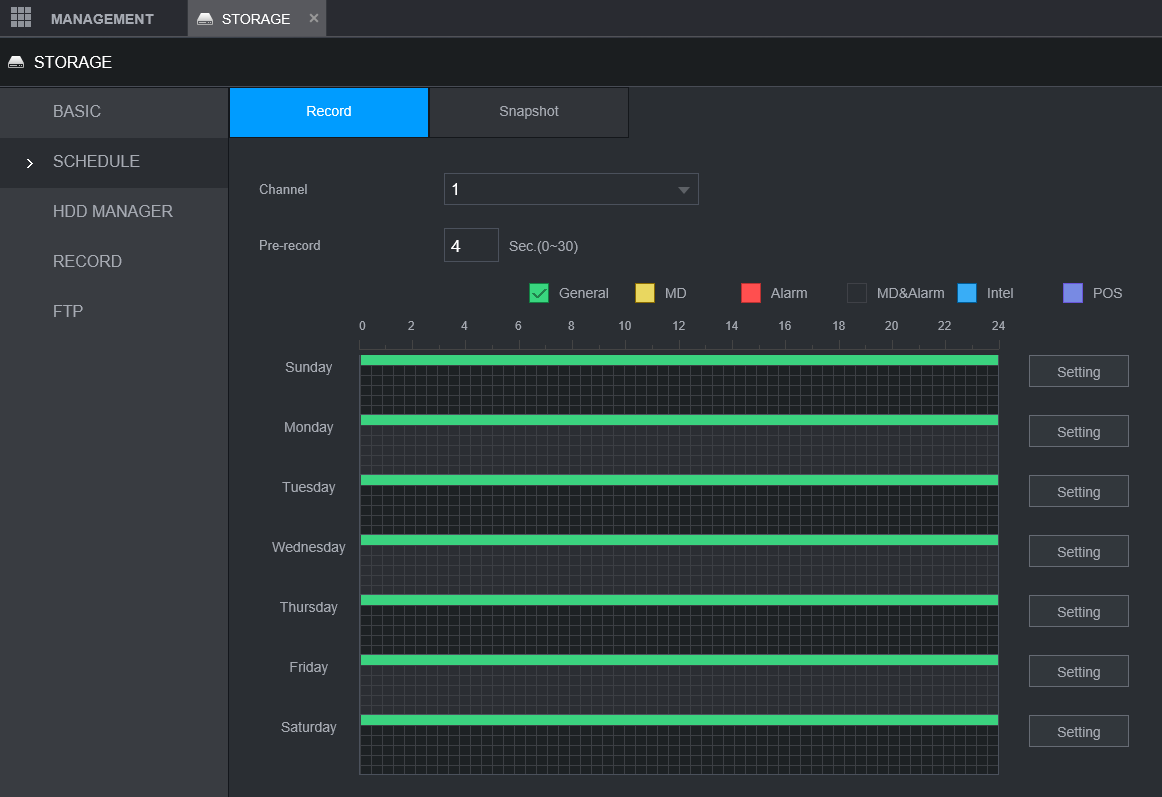 MANAGEMENT STORAGE ×
STORAGE
BASIC
SCHEDULE
HDD MANAGER
RECORD
FTP
Record Snapshot
Channel 1
Pre-record 4 Sec.(0~30)
General MD Alarm MD&Alarm Intel POS
0 2 4 6 8 10 12 14 16 18 20 22 24
Sunday Setting
Monday Setting
Tuesday Setting
Wednesday Setting
Thursday Setting
Friday Setting
Saturday Setting